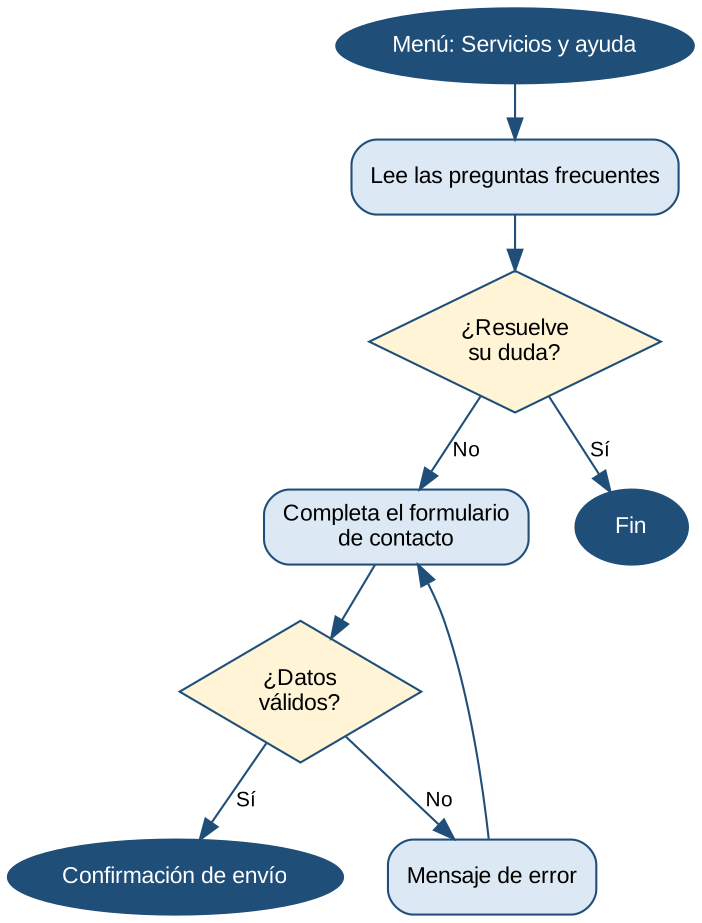 Menú: Servicios y ayuda
Lee las preguntas frecuentes
¿Resuelve
su duda?
No
Sí
Completa el formulario
de contacto
Fin
¿Datos
válidos?
Sí
No
Confirmación de envío
Mensaje de error